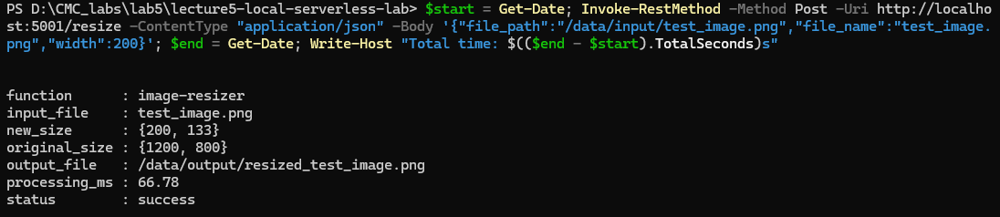 PS D:\CMC_labs\lab5\lecture5-local-serverless-lab> $start = Get-Date; Invoke-RestMethod -Method Post -Uri http://localho
st:5001/resize -ContentType "application/json" -Body '{"file_path":"/data/input/test_image.png","file_name":"test_image.
png","width":200}'; $end = Get-Date; Write-Host "Total time: $(($end - $start).TotalSeconds)s"
function      : image-resizer
input_file    : test_image.png
new_size      : {200, 133}
original_size : {1200, 800}
output_file   : /data/output/resized_test_image.png
processing_ms : 66.78
status        : success